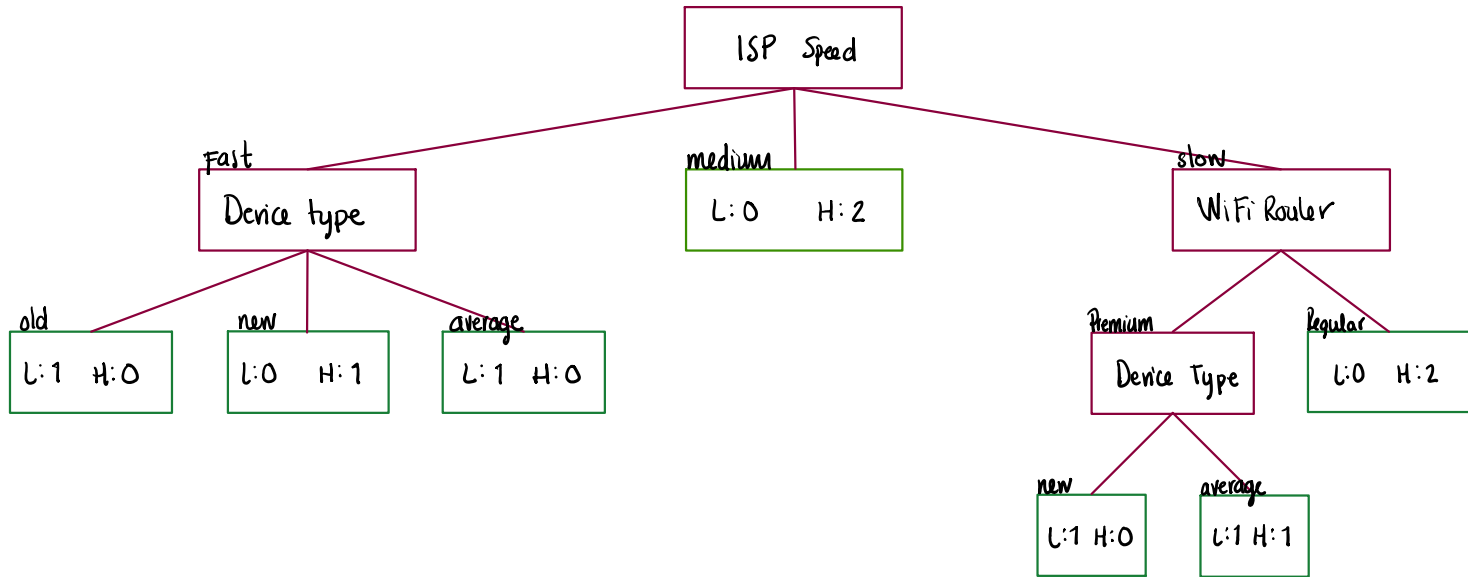 ISP Speed
Fast
medium
slow
Device type
L:0 H:2
WiFi Router
old
new
average
Premium
Regular
L:1 H:0
L:0 H:1
L:1 H:0
Device Type
L:0 H:2
new
average
L:1 H:0
L:1 H:1